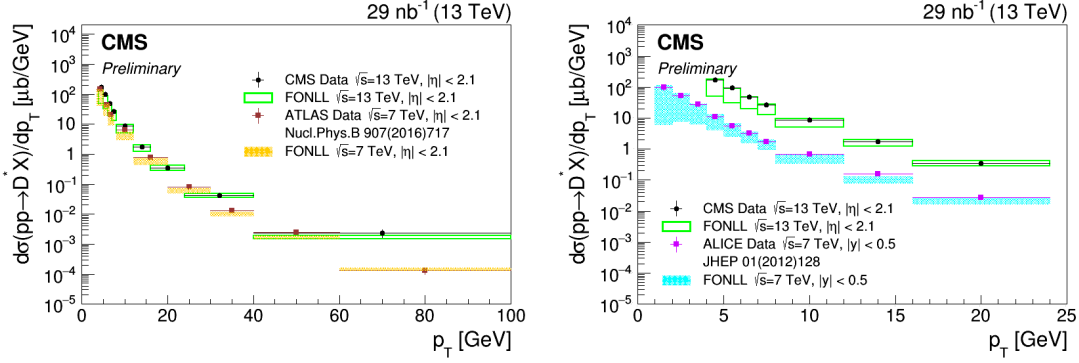 29 nb⁻¹ (13 TeV)
CMS
Preliminary
CMS Data √s=13 TeV, |η| < 2.1
FONLL √s=13 TeV, |η| < 2.1
ATLAS Data √s=7 TeV, |η| < 2.1
Nucl.Phys.B 907(2016)717
FONLL √s=7 TeV, |η| < 2.1
dσ(pp→D* X)/dp_T [μb/GeV]
10⁴
10³
10²
10
1
10⁻¹
10⁻²
10⁻³
10⁻⁴
10⁻⁵
0 20 40 60 80 100
p_T [GeV]
29 nb⁻¹ (13 TeV)
CMS
Preliminary
CMS Data √s=13 TeV, |η| < 2.1
FONLL √s=13 TeV, |η| < 2.1
ALICE Data √s=7 TeV, |y| < 0.5
JHEP 01(2012)128
FONLL √s=7 TeV, |y| < 0.5
dσ(pp→D* X)/dp_T [μb/GeV]
10⁴
10³
10²
10
1
10⁻¹
10⁻²
10⁻³
10⁻⁴
10⁻⁵
0 5 10 15 20 25
p_T [GeV]